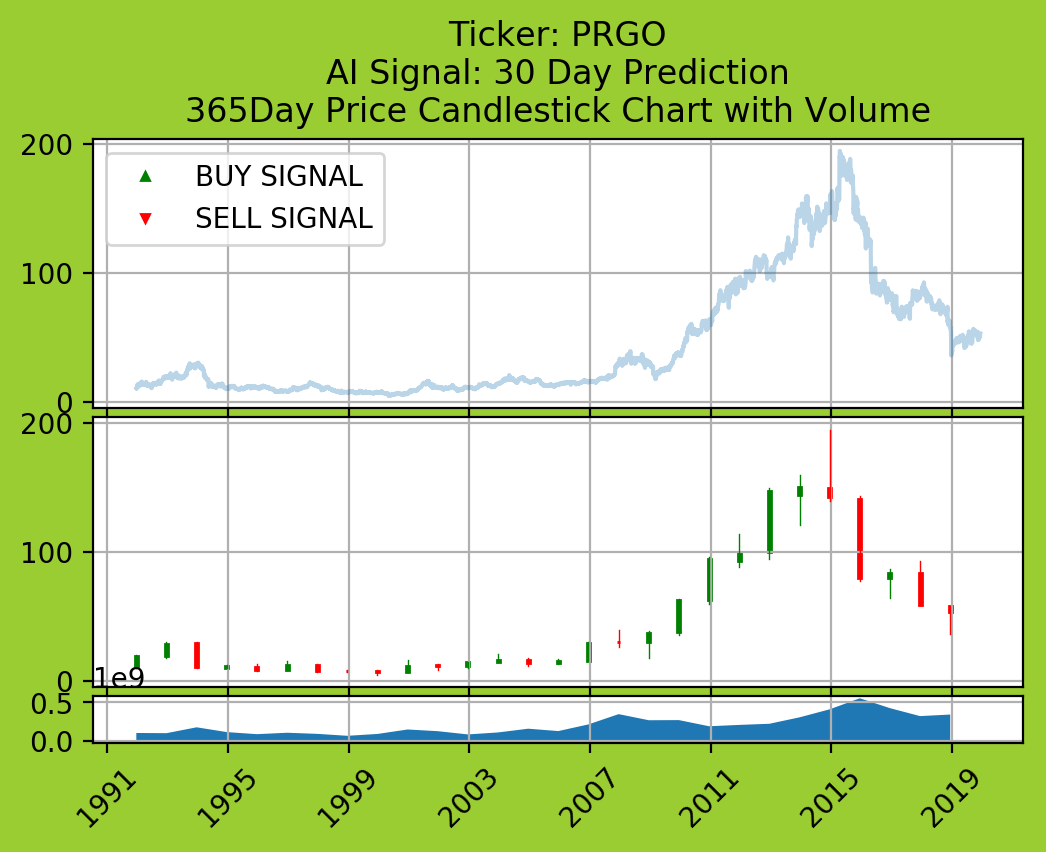 Ticker: PRGO
AI Signal: 30 Day Prediction
365Day Price Candlestick Chart with Volume
200
BUY SIGNAL
SELL SIGNAL
100
0
200
100
0
1e9
0.5
0.0
1991 1995 1999 2003 2007 2011 2015 2019